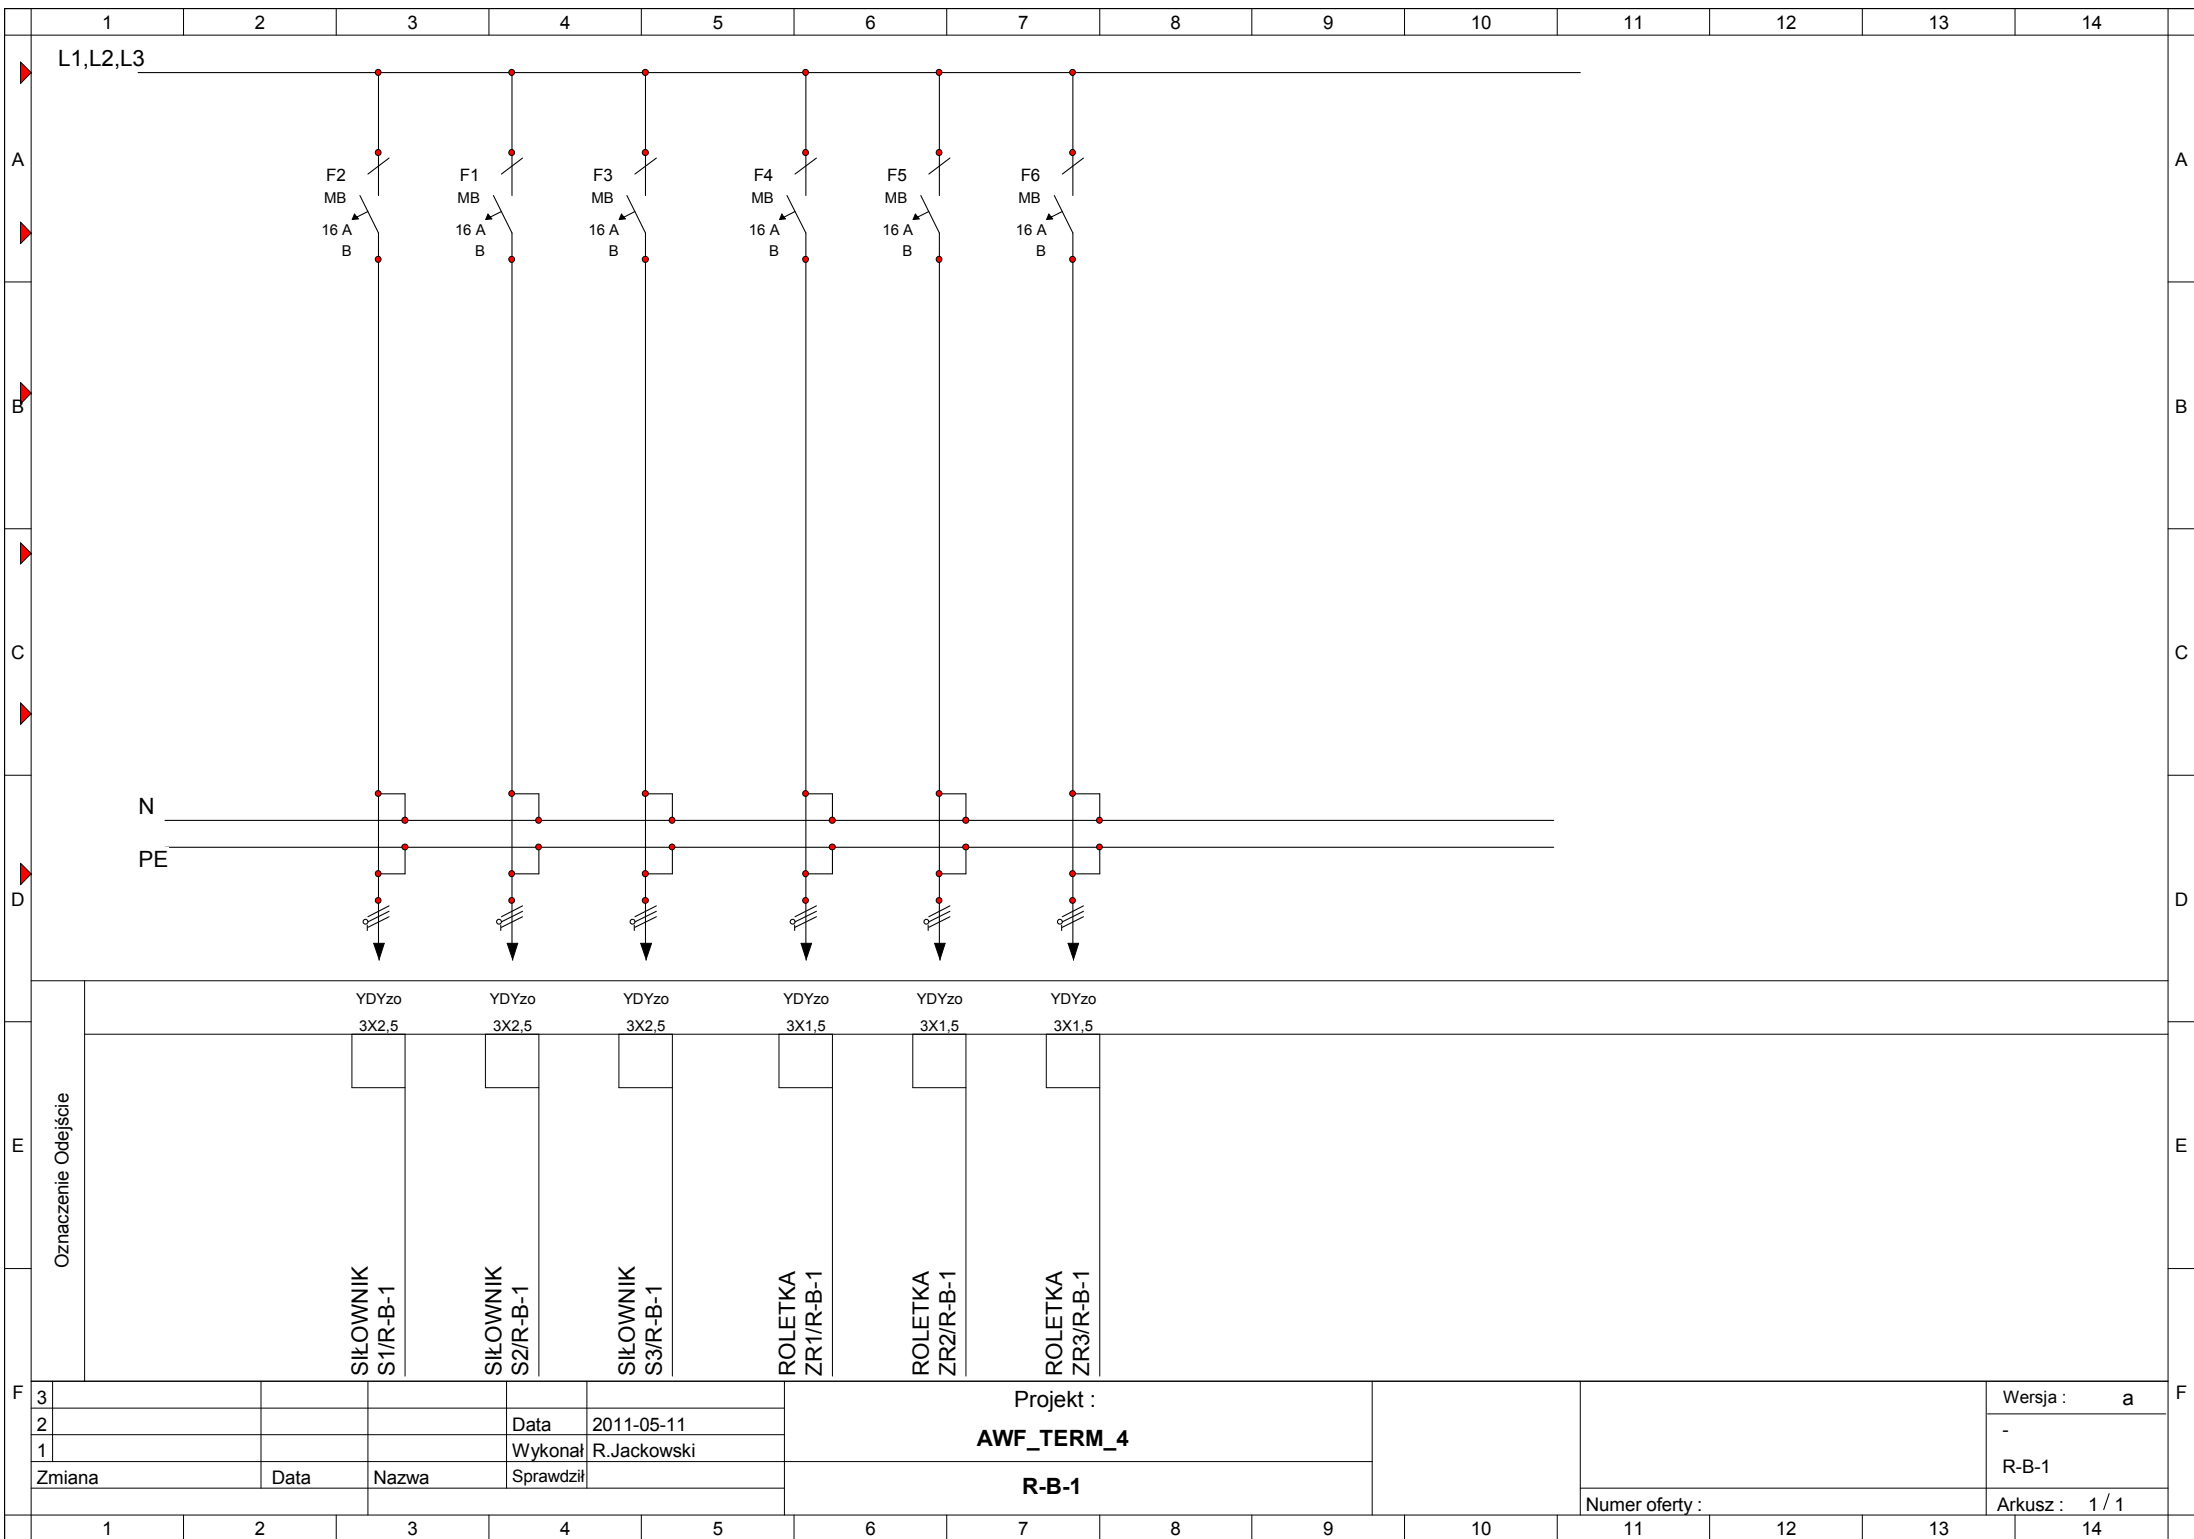 1 2 3 4 5 6 7 8 9 10 11 12 13 14
L1,L2,L3
A A
F2 F1 F3 F4 F5 F6
MB MB MB MB MB MB
16 A 16 A 16 A 16 A 16 A 16 A
B B B B B B
B B
C C
N
PE
D D
YDYzo YDYzo YDYzo YDYzo YDYzo YDYzo
3X2,5 3X2,5 3X2,5 3X1,5 3X1,5 3X1,5
Oznaczenie Odejście
E E
SIŁOWNIK
S1/R-B-1
SIŁOWNIK
S2/R-B-1
SIŁOWNIK
S3/R-B-1
ROLETKA
ZR1/R-B-1
ROLETKA
ZR2/R-B-1
ROLETKA
ZR3/R-B-1
F F
3
2 Data 2011-05-11
1 Wykonał R.Jackowski
Zmiana Data Nazwa Sprawdził
Projekt :
AWF_TERM_4
R-B-1
Numer oferty :
Wersja : a
-
R-B-1
Arkusz : 1 / 1
1 2 3 4 5 6 7 8 9 10 11 12 13 14